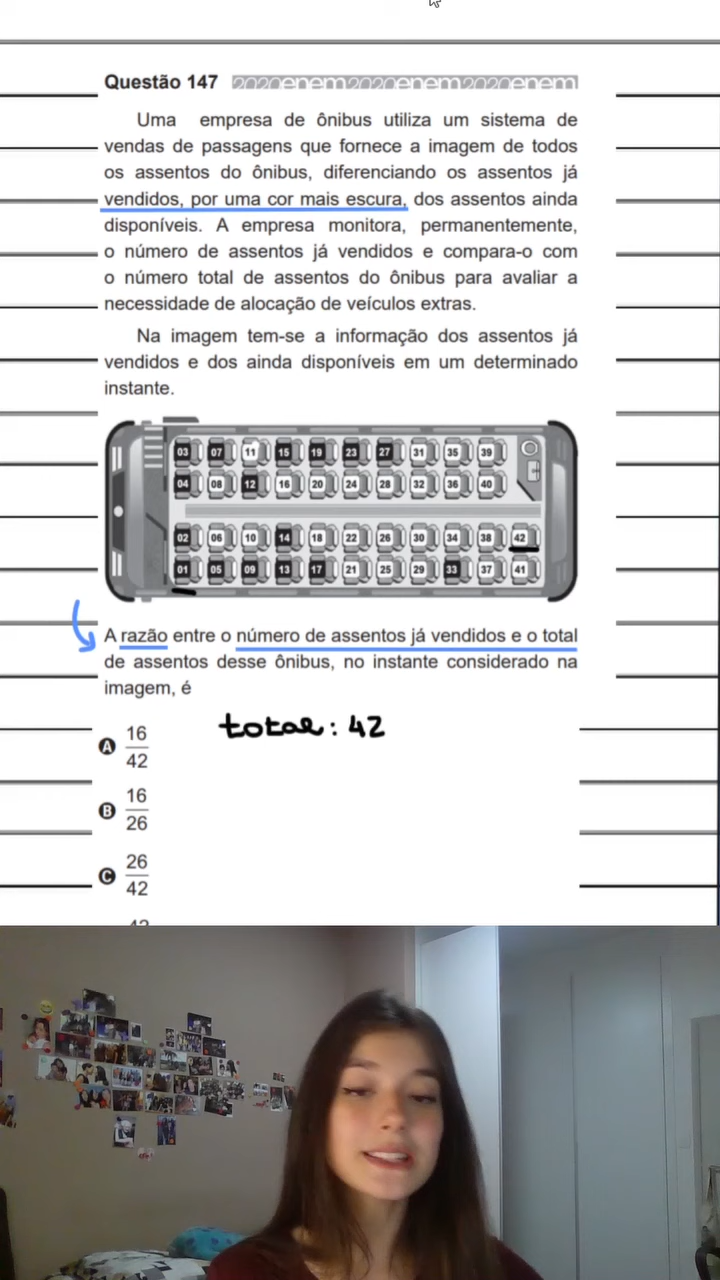 Questão 147 2020enem2020enem2020enem
Uma empresa de ônibus utiliza um sistema de
vendas de passagens que fornece a imagem de todos
os assentos do ônibus, diferenciando os assentos já
vendidos, por uma cor mais escura, dos assentos ainda
disponíveis. A empresa monitora, permanentemente,
o número de assentos já vendidos e compara-o com
o número total de assentos do ônibus para avaliar a
necessidade de alocação de veículos extras.
Na imagem tem-se a informação dos assentos já
vendidos e dos ainda disponíveis em um determinado
instante.
03 07 11 15 19 23 27 31 35 39
04 08 12 16 20 24 28 32 36 40
02 06 10 14 18 22 26 30 34 38 42
01 05 09 13 17 21 25 29 33 37 41
A razão entre o número de assentos já vendidos e o total
de assentos desse ônibus, no instante considerado na
imagem, é
total: 42
A 16
42
B 16
26
C 26
42